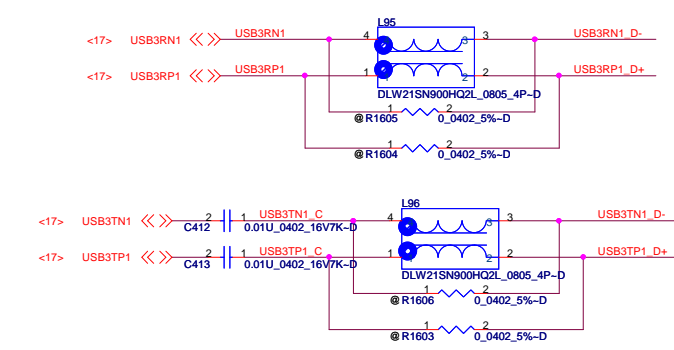 L95
<17> USB3RN1 USB3RN1 4 3 3 USB3RN1_D-
<17> USB3RP1 USB3RP1 1 2 2 USB3RP1_D+
DLW21SN900HQ2L_0805_4P~D
1 2
@ R1605 0_0402_5%~D
1 2
@ R1604 0_0402_5%~D
L96
<17> USB3TN1 2 1 USB3TN1_C 4 3 3 USB3TN1_D-
C412 0.01U_0402_16V7K~D
<17> USB3TP1 2 1 USB3TP1_C 1 2 2 USB3TP1_D+
C413 0.01U_0402_16V7K~D
DLW21SN900HQ2L_0805_4P~D
1 2
@ R1606 0_0402_5%~D
1 2
@ R1603 0_0402_5%~D